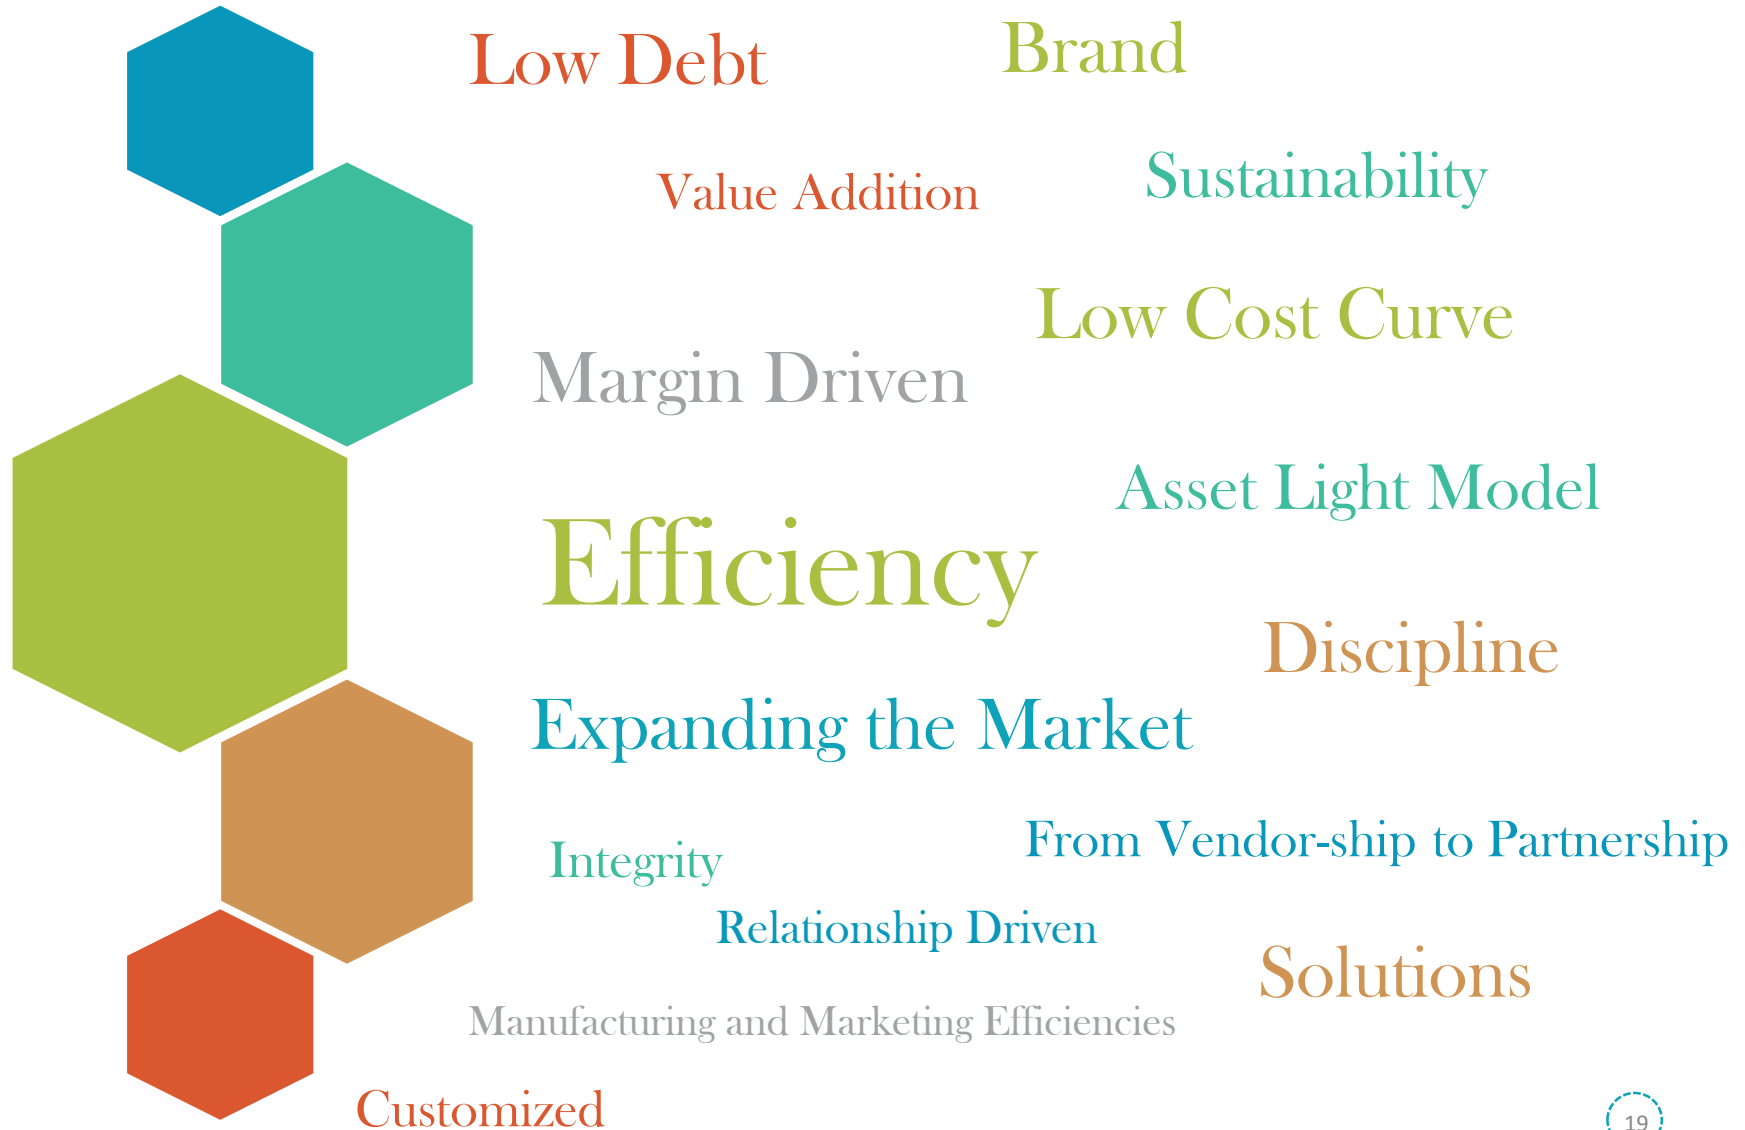 Low Debt
Brand
Value Addition
Sustainability
Low Cost Curve
Margin Driven
Asset Light Model
Efficiency
Discipline
Expanding the Market
From Vendor-ship to Partnership
Integrity
Relationship Driven
Solutions
Manufacturing and Marketing Efficiencies
Customized
19